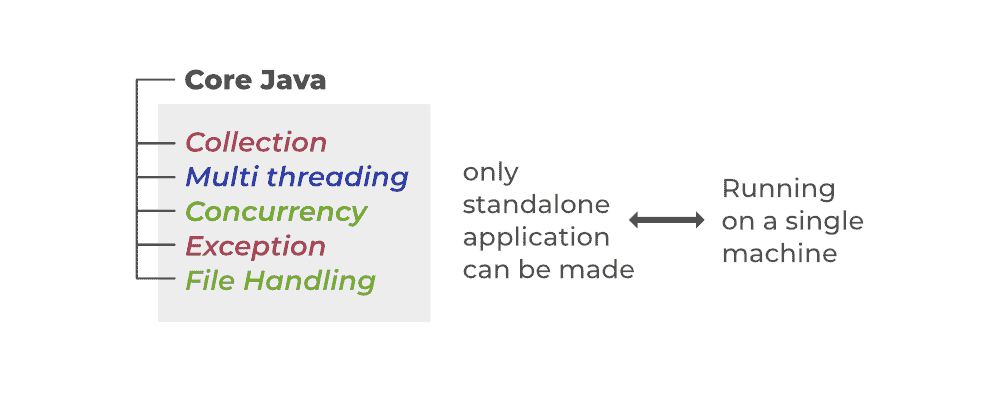 Core Java
Collection
Multi threading
Concurrency
Exception
File Handling
only
standalone
application
can be made
Running
on a single
machine